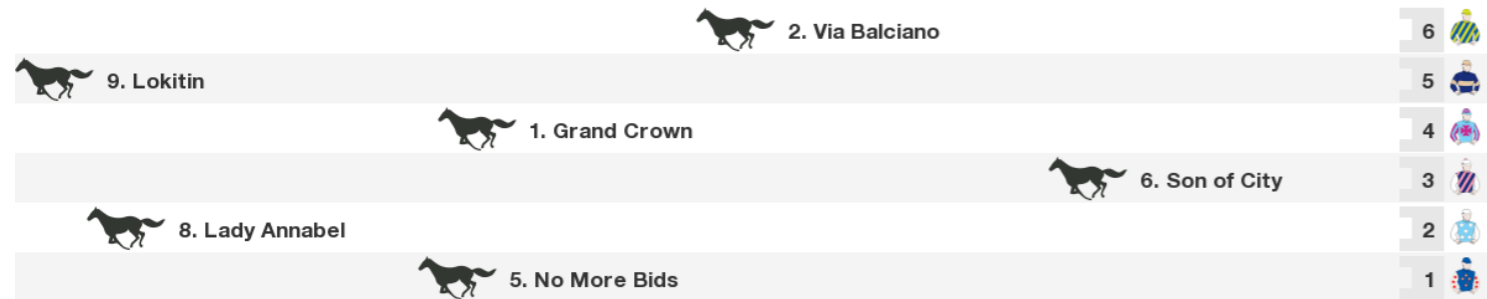 2. Via Balciano 6
9. Lokitin 5
1. Grand Crown 4
6. Son of City 3
8. Lady Annabel 2
5. No More Bids 1